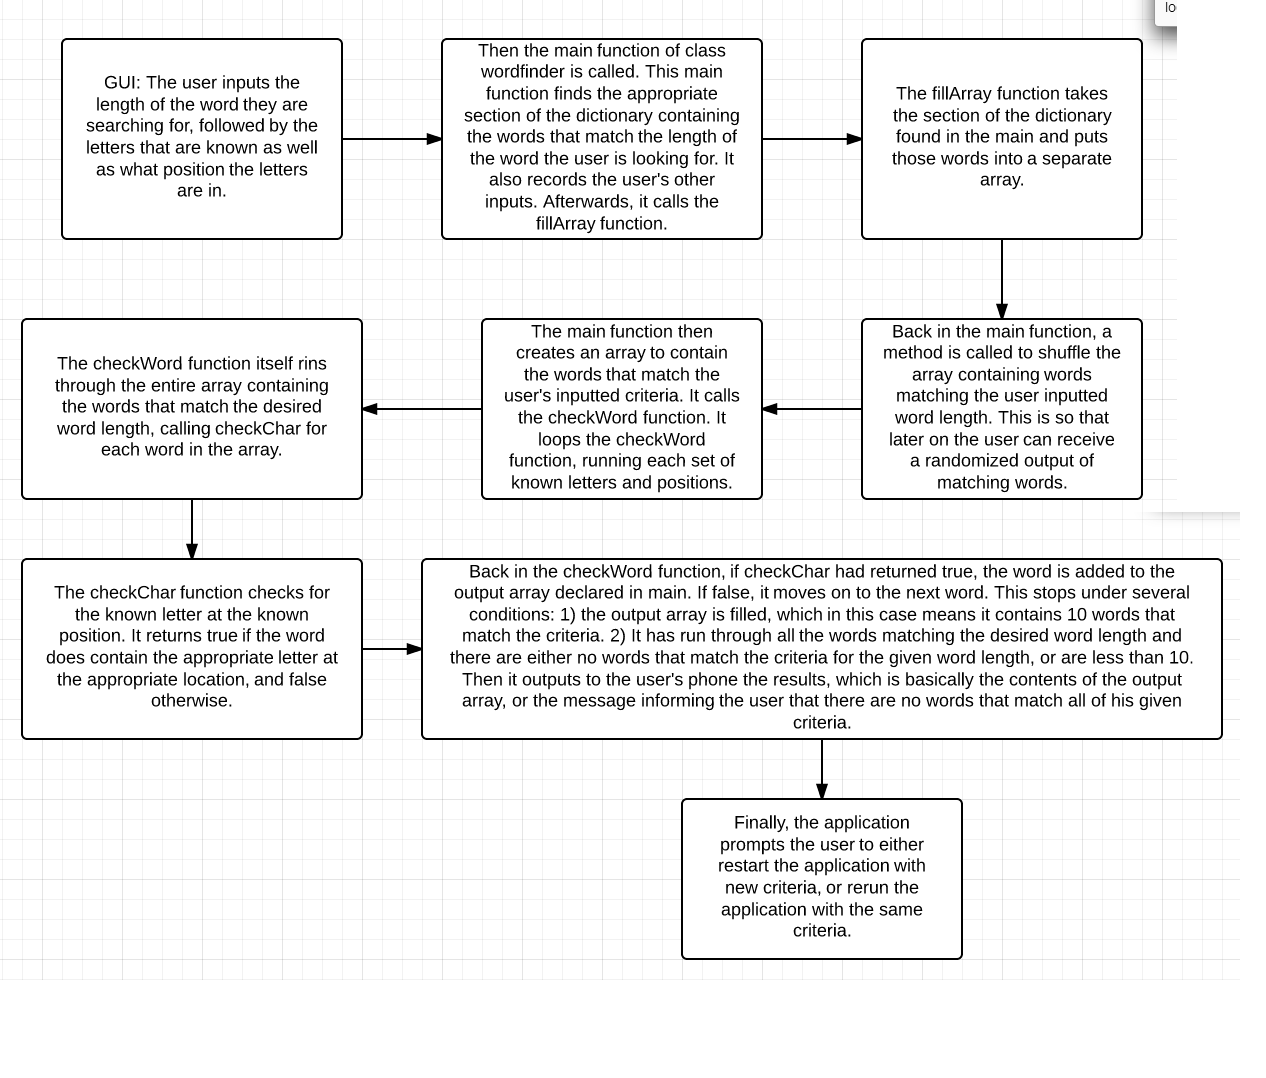 lo
GUI: The user inputs the
length of the word they are
searching for, followed by the
letters that are known as well
as what position the letters
are in.
Then the main function of class
wordfinder is called. This main
function finds the appropriate
section of the dictionary containing
the words that match the length of
the word the user is looking for. It
also records the user's other
inputs. Afterwards, it calls the
fillArray function.
The fillArray function takes
the section of the dictionary
found in the main and puts
those words into a separate
array.
Back in the main function, a
method is called to shuffle the
array containing words
matching the user inputted
word length. This is so that
later on the user can receive
a randomized output of
matching words.
The main function then
creates an array to contain
the words that match the
user's inputted criteria. It calls
the checkWord function. It
loops the checkWord
function, running each set of
known letters and positions.
The checkWord function itself rins
through the entire array containing
the words that match the desired
word length, calling checkChar for
each word in the array.
The checkChar function checks for
the known letter at the known
position. It returns true if the word
does contain the appropriate letter at
the appropriate location, and false
otherwise.
Back in the checkWord function, if checkChar had returned true, the word is added to the
output array declared in main. If false, it moves on to the next word. This stops under several
conditions: 1) the output array is filled, which in this case means it contains 10 words that
match the criteria. 2) It has run through all the words matching the desired word length and
there are either no words that match the criteria for the given word length, or are less than 10.
Then it outputs to the user's phone the results, which is basically the contents of the output
array, or the message informing the user that there are no words that match all of his given
criteria.
Finally, the application
prompts the user to either
restart the application with
new criteria, or rerun the
application with the same
criteria.